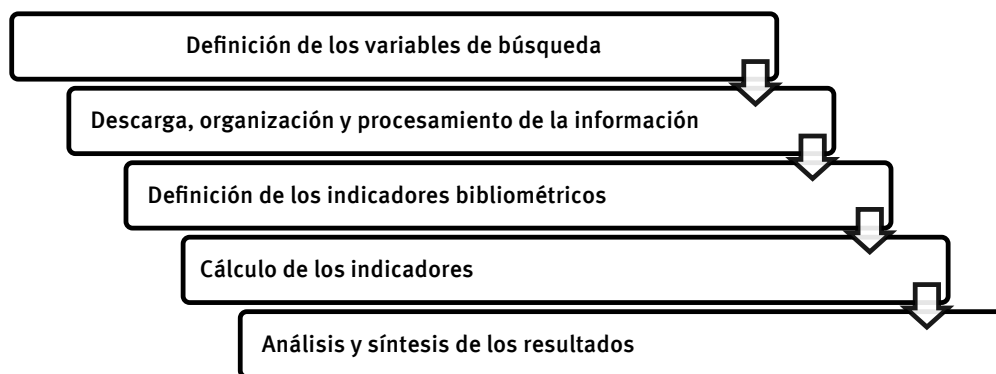 Definición de los variables de búsqueda
Descarga, organización y procesamiento de la información
Definición de los indicadores bibliométricos
Cálculo de los indicadores
Análisis y síntesis de los resultados